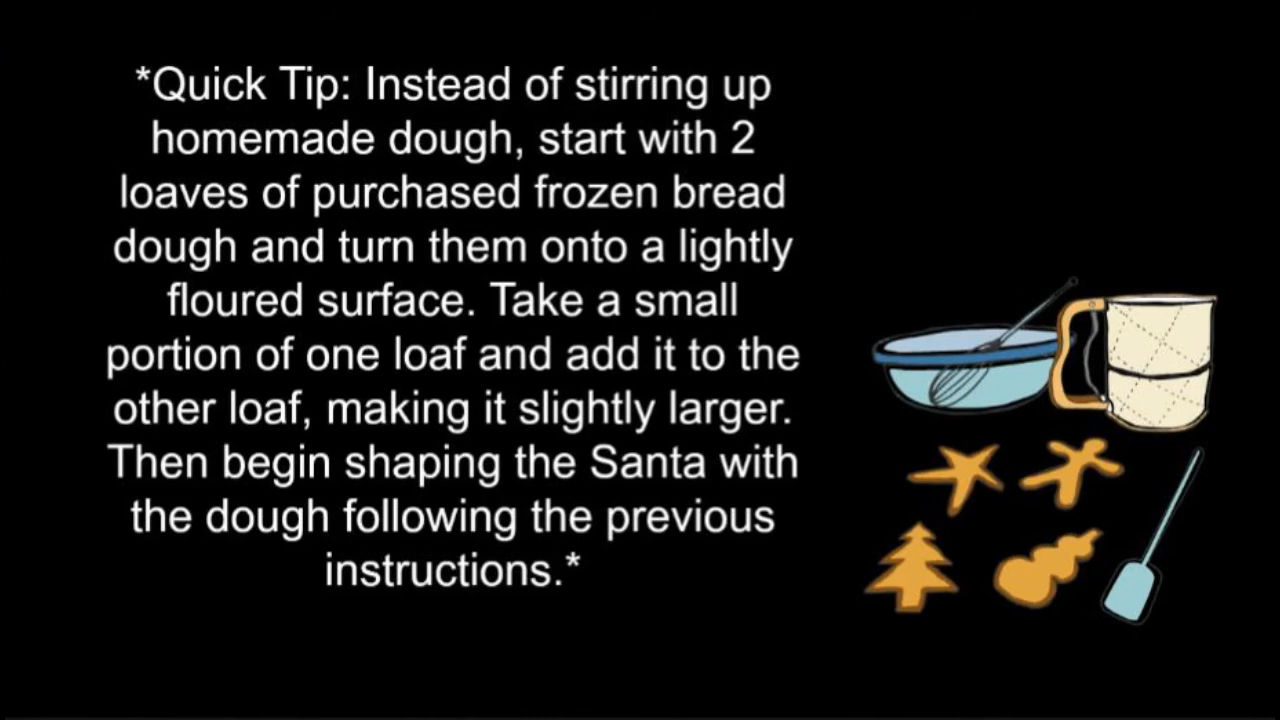 *Quick Tip: Instead of stirring up
homemade dough, start with 2
loaves of purchased frozen bread
dough and turn them onto a lightly
floured surface. Take a small
portion of one loaf and add it to the
other loaf, making it slightly larger.
Then begin shaping the Santa with
the dough following the previous
instructions.*